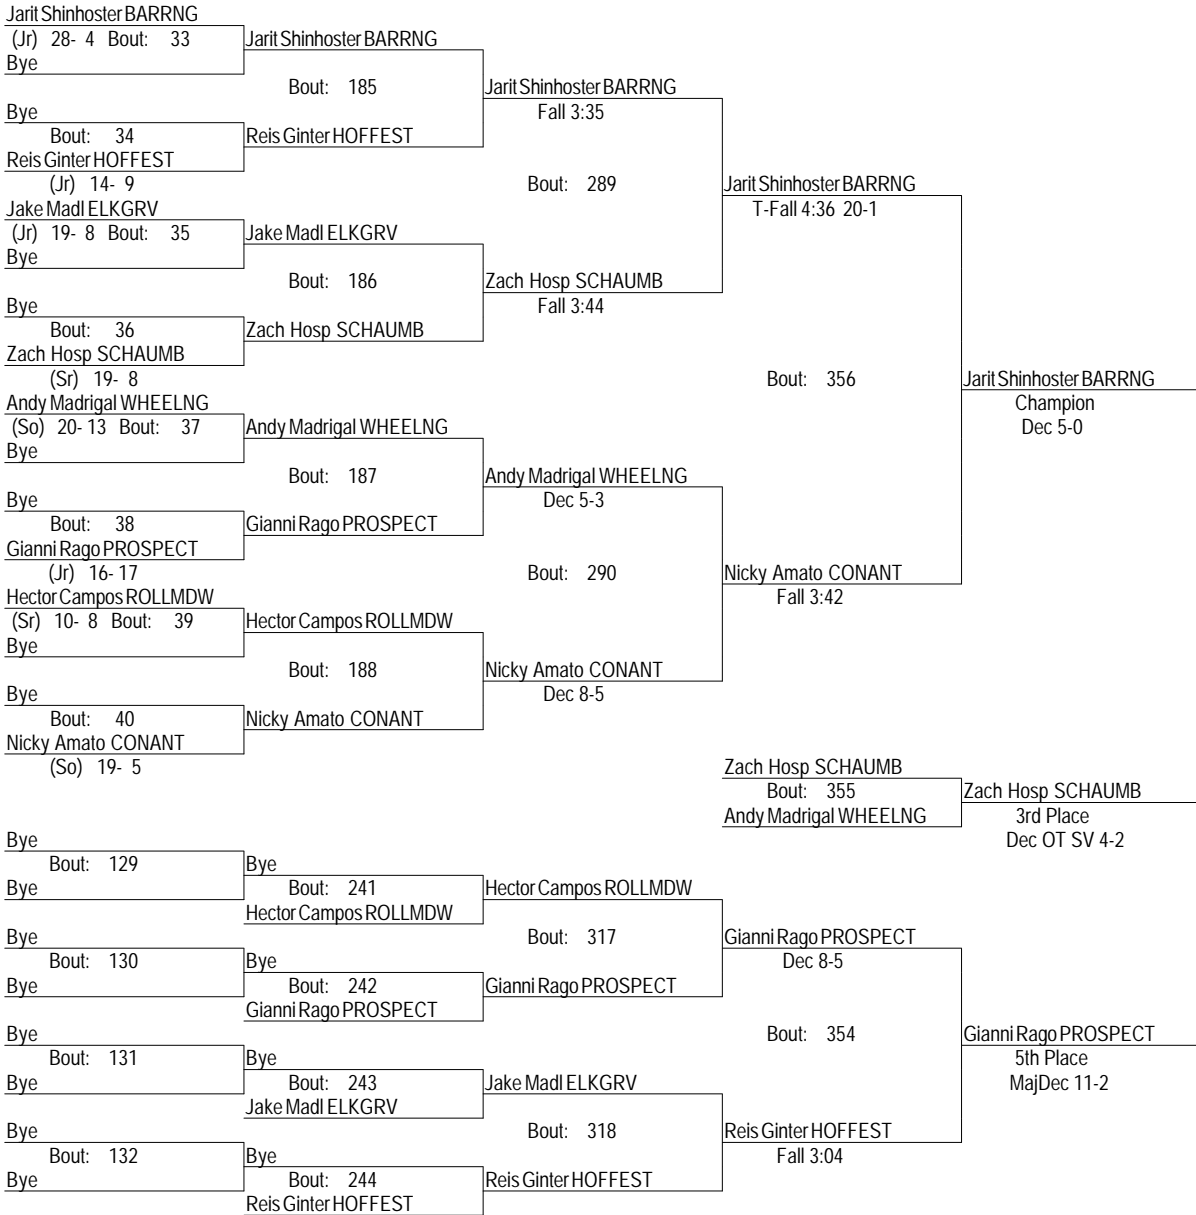 Jarit Shinhoster BARRNG
(Jr) 28- 4 Bout: 33
Jarit Shinhoster BARRNG
Bye
Bout: 185
Jarit Shinhoster BARRNG
Bye
Fall 3:35
Bout: 34
Reis Ginter HOFFEST
Reis Ginter HOFFEST
(Jr) 14- 9
Bout: 289
Jarit Shinhoster BARRNG
Jake Madl ELKGRV
T-Fall 4:36 20-1
(Jr) 19- 8 Bout: 35
Jake Madl ELKGRV
Bye
Bout: 186
Zach Hosp SCHAUMB
Bye
Fall 3:44
Bout: 36
Zach Hosp SCHAUMB
Zach Hosp SCHAUMB
(Sr) 19- 8
Bout: 356
Jarit Shinhoster BARRNG
Andy Madrigal WHEELNG
Champion
(So) 20- 13 Bout: 37
Andy Madrigal WHEELNG
Dec 5-0
Bye
Bout: 187
Andy Madrigal WHEELNG
Bye
Dec 5-3
Bout: 38
Gianni Rago PROSPECT
Gianni Rago PROSPECT
(Jr) 16- 17
Bout: 290
Nicky Amato CONANT
Hector Campos ROLLMDW
Fall 3:42
(Sr) 10- 8 Bout: 39
Hector Campos ROLLMDW
Bye
Bout: 188
Nicky Amato CONANT
Bye
Dec 8-5
Bout: 40
Nicky Amato CONANT
Nicky Amato CONANT
(So) 19- 5
Zach Hosp SCHAUMB
Bout: 355
Zach Hosp SCHAUMB
Andy Madrigal WHEELNG
3rd Place
Dec OT SV 4-2
Bye
Bout: 129
Bye
Bye
Bout: 241
Hector Campos ROLLMDW
Hector Campos ROLLMDW
Bye
Bout: 317
Gianni Rago PROSPECT
Bout: 130
Bye
Dec 8-5
Bye
Bout: 242
Gianni Rago PROSPECT
Gianni Rago PROSPECT
Bye
Bout: 354
Gianni Rago PROSPECT
Bout: 131
Bye
5th Place
Bye
Bout: 243
Jake Madl ELKGRV
MajDec 11-2
Jake Madl ELKGRV
Bye
Bout: 318
Reis Ginter HOFFEST
Bout: 132
Bye
Fall 3:04
Bye
Bout: 244
Reis Ginter HOFFEST
Reis Ginter HOFFEST